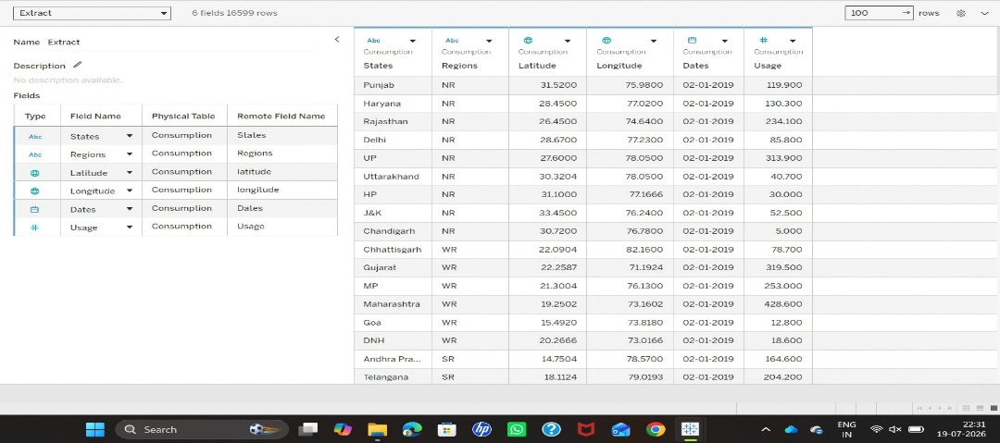 Extract 6 fields 16599 rows 100 → rows
Name Extract
Description
No description available.
Fields
Type Field Name Physical Table Remote Field Name
Abc States Consumption States
Abc Regions Consumption Regions
Latitude Consumption latitude
Longitude Consumption longitude
Dates Consumption Dates
# Usage Consumption Usage
Abc Abc #
Consumption Consumption Consumption Consumption Consumption Consumption
States Regions Latitude Longitude Dates Usage
Punjab NR 31.5200 75.9800 02-01-2019 119.900
Haryana NR 28.4500 77.0200 02-01-2019 130.300
Rajasthan NR 26.4500 74.6400 02-01-2019 234.100
Delhi NR 28.6700 77.2300 02-01-2019 85.800
UP NR 27.6000 78.0500 02-01-2019 313.900
Uttarakhand NR 30.3204 78.0500 02-01-2019 40.700
HP NR 31.1000 77.1666 02-01-2019 30.000
J&K NR 33.4500 76.2400 02-01-2019 52.500
Chandigarh NR 30.7200 76.7800 02-01-2019 5.000
Chhattisgarh WR 22.0904 82.1600 02-01-2019 78.700
Gujarat WR 22.2587 71.1924 02-01-2019 319.500
MP WR 21.3004 76.1300 02-01-2019 253.000
Maharashtra WR 19.2502 73.1602 02-01-2019 428.600
Goa WR 15.4920 73.8180 02-01-2019 12.800
DNH WR 20.2666 73.0166 02-01-2019 18.600
Andhra Pra... SR 14.7504 78.5700 02-01-2019 164.600
Telangana SR 18.1124 79.0193 02-01-2019 204.200
Search hp ENG 22:31
IN 19-07-2026